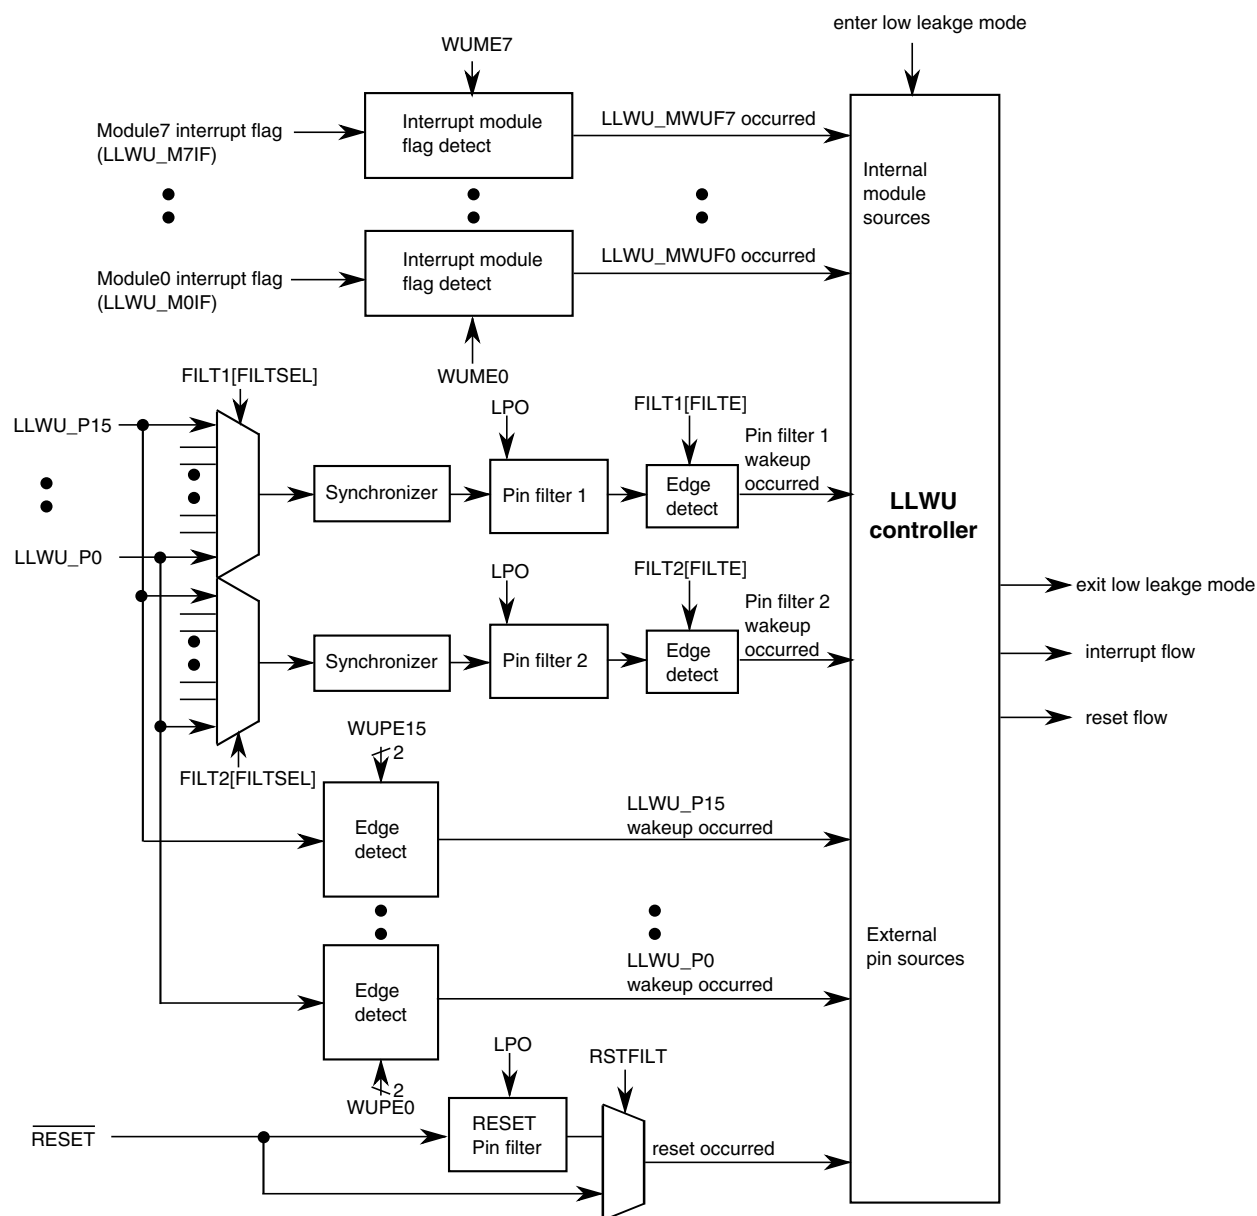 enter low leakge mode
WUME7
Module7 interrupt flag
(LLWU_M7IF)
Interrupt module
flag detect
LLWU_MWUF7 occurred
Internal
module
sources
Module0 interrupt flag
(LLWU_M0IF)
Interrupt module
flag detect
LLWU_MWUF0 occurred
WUME0
FILT1[FILTSEL]
LLWU_P15
LLWU_P0
Synchronizer
LPO
Pin filter 1
FILT1[FILTE]
Edge
detect
Pin filter 1
wakeup
occurred
LLWU
controller
Synchronizer
LPO
Pin filter 2
FILT2[FILTE]
Edge
detect
Pin filter 2
wakeup
occurred
FILT2[FILTSEL]
exit low leakge mode
interrupt flow
reset flow
WUPE15
2
Edge
detect
LLWU_P15
wakeup occurred
Edge
detect
LLWU_P0
wakeup occurred
External
pin sources
2
WUPE0
LPO
RSTFILT
RESET
RESET
Pin filter
reset occurred